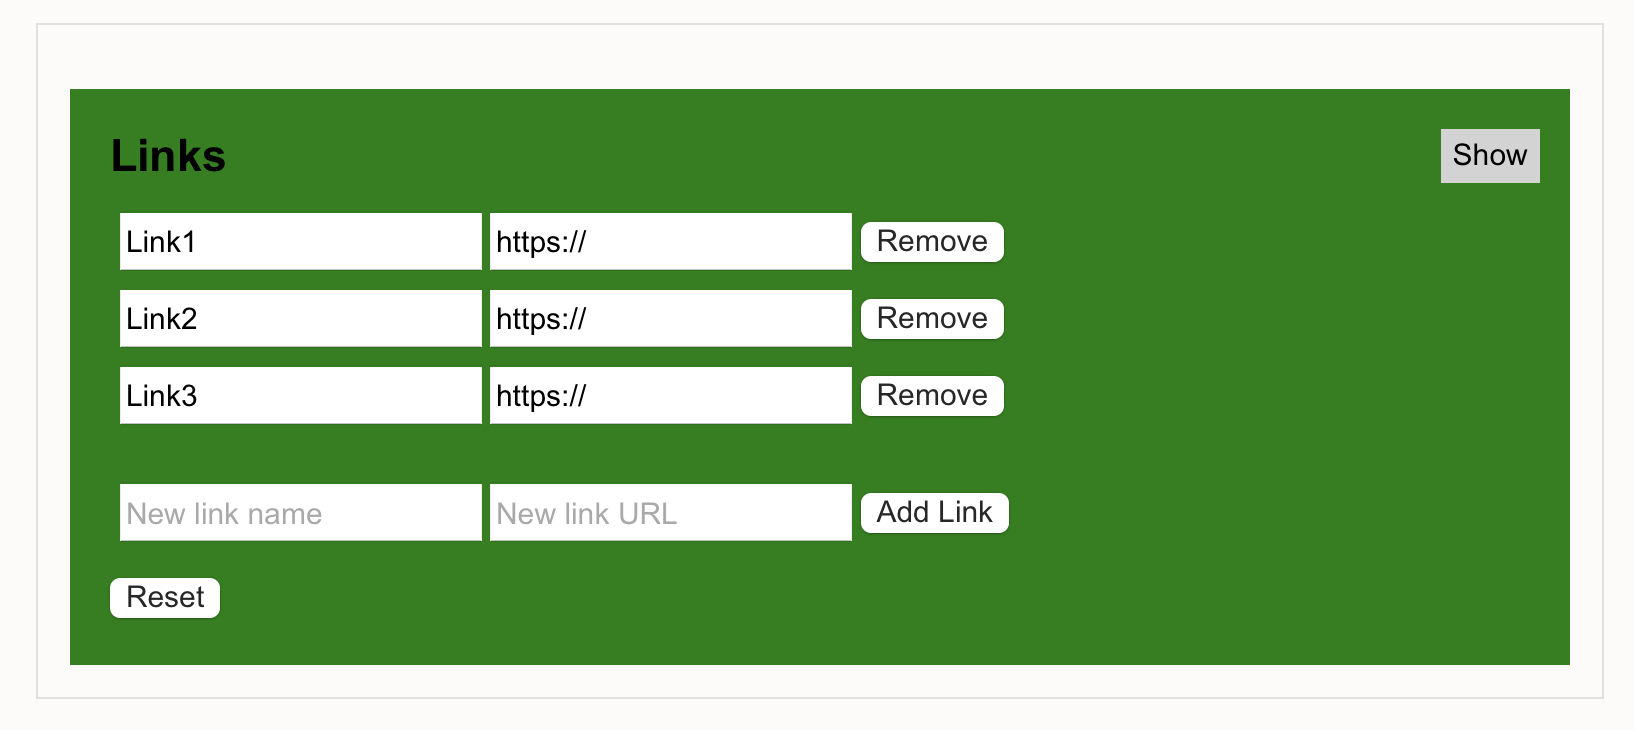 Links
Show
Link1 https:// Remove
Link2 https:// Remove
Link3 https:// Remove
New link name New link URL Add Link
Reset